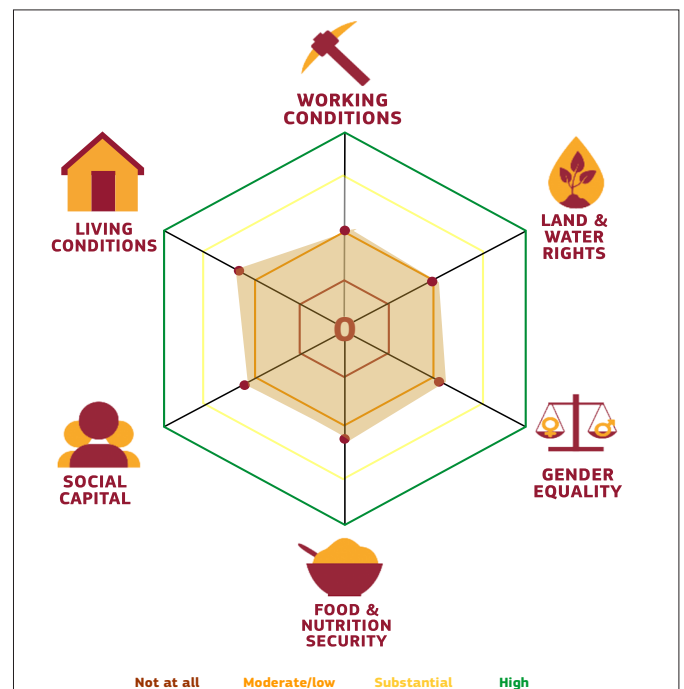 WORKING
CONDITIONS
LIVING
CONDITIONS
LAND &
WATER
RIGHTS
0
SOCIAL
CAPITAL
GENDER
EQUALITY
FOOD &
NUTRITION
SECURITY
Not at all Moderate/low Substantial High